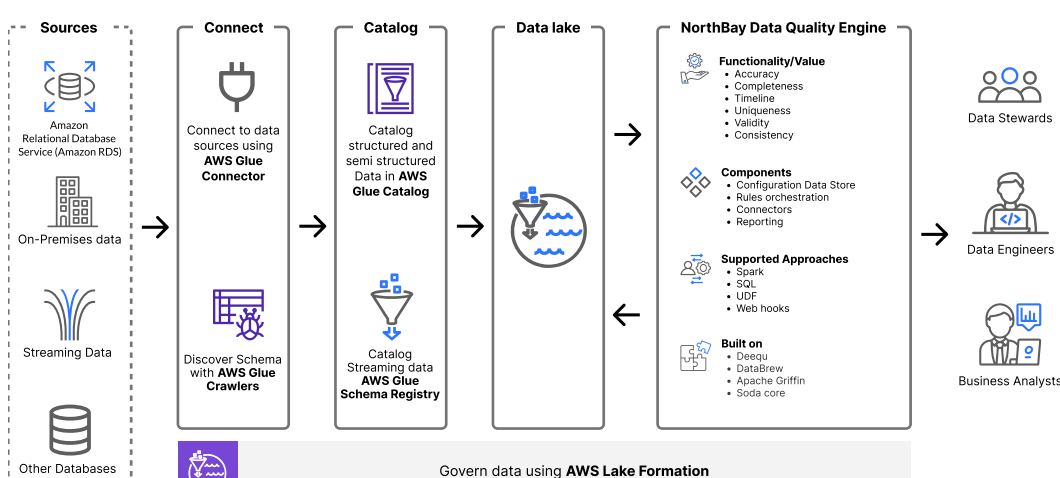 Sources
Amazon
Relational Database
Service (Amazon RDS)
On-Premises data
Streaming Data
Other Databases
Connect
Connect to data
sources using
AWS Glue
Connector
Discover Schema
with AWS Glue
Crawlers
Catalog
Catalog
structured and
semi structured
Data in AWS
Glue Catalog
Catalog
Streaming data
AWS Glue
Schema Registry
Data lake
NorthBay Data Quality Engine
Functionality/Value
• Accuracy
• Completeness
• Timeline
• Uniqueness
• Validity
• Consistency
Components
• Configuration Data Store
• Rules orchestration
• Connectors
• Reporting
Supported Approaches
• Spark
• SQL
• UDF
• Web hooks
Built on
• Deequ
• DataBrew
• Apache Griffin
• Soda core
Data Stewards
Data Engineers
Business Analysts
Govern data using AWS Lake Formation